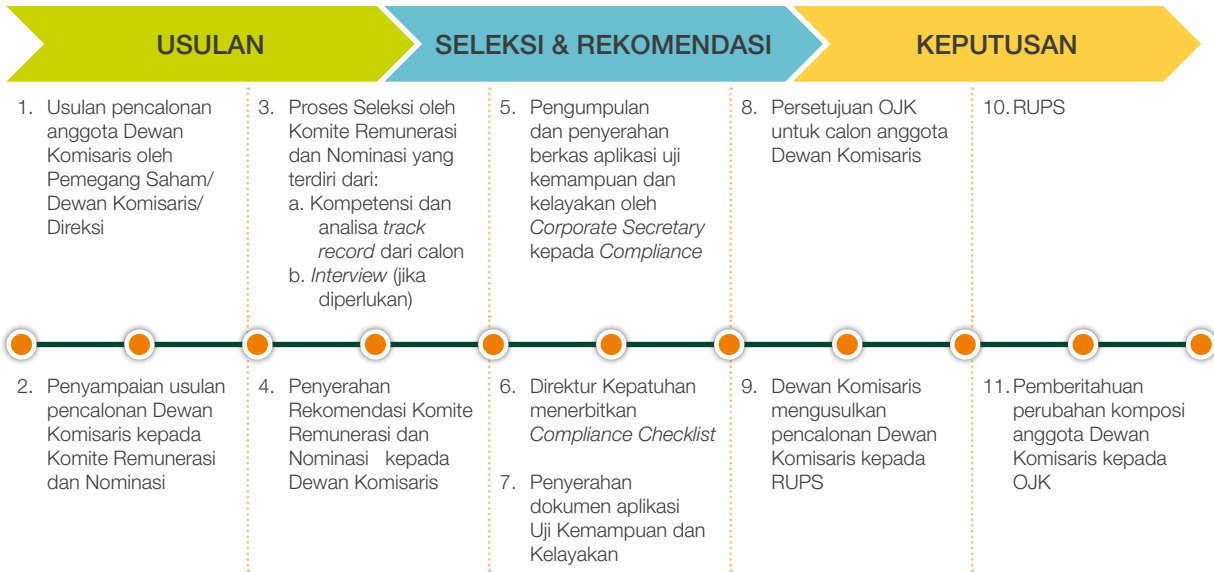 USULAN
SELEKSI & REKOMENDASI
KEPUTUSAN
1. Usulan pencalonan
anggota Dewan
Komisaris oleh
Pemegang Saham/
Dewan Komisaris/
Direksi
2. Penyampaian usulan
pencalonan Dewan
Komisaris kepada
Komite Remunerasi
dan Nominasi
3. Proses Seleksi oleh
Komite Remunerasi
dan Nominasi yang
terdiri dari:
a. Kompetensi dan
analisa track
record dari calon
b. Interview (jika
diperlukan)
4. Penyerahan
Rekomendasi Komite
Remunerasi dan
Nominasi kepada
Dewan Komisaris
5. Pengumpulan
dan penyerahan
berkas aplikasi uji
kemampuan dan
kelayakan oleh
Corporate Secretary
kepada Compliance
6. Direktur Kepatuhan
menerbitkan
Compliance Checklist
7. Penyerahan
dokumen aplikasi
Uji Kemampuan dan
Kelayakan
8. Persetujuan OJK
untuk calon anggota
Dewan Komisaris
9. Dewan Komisaris
mengusulkan
pencalonan Dewan
Komisaris kepada
RUPS
10. RUPS
11. Pemberitahuan
perubahan komposi
anggota Dewan
Komisaris kepada
OJK